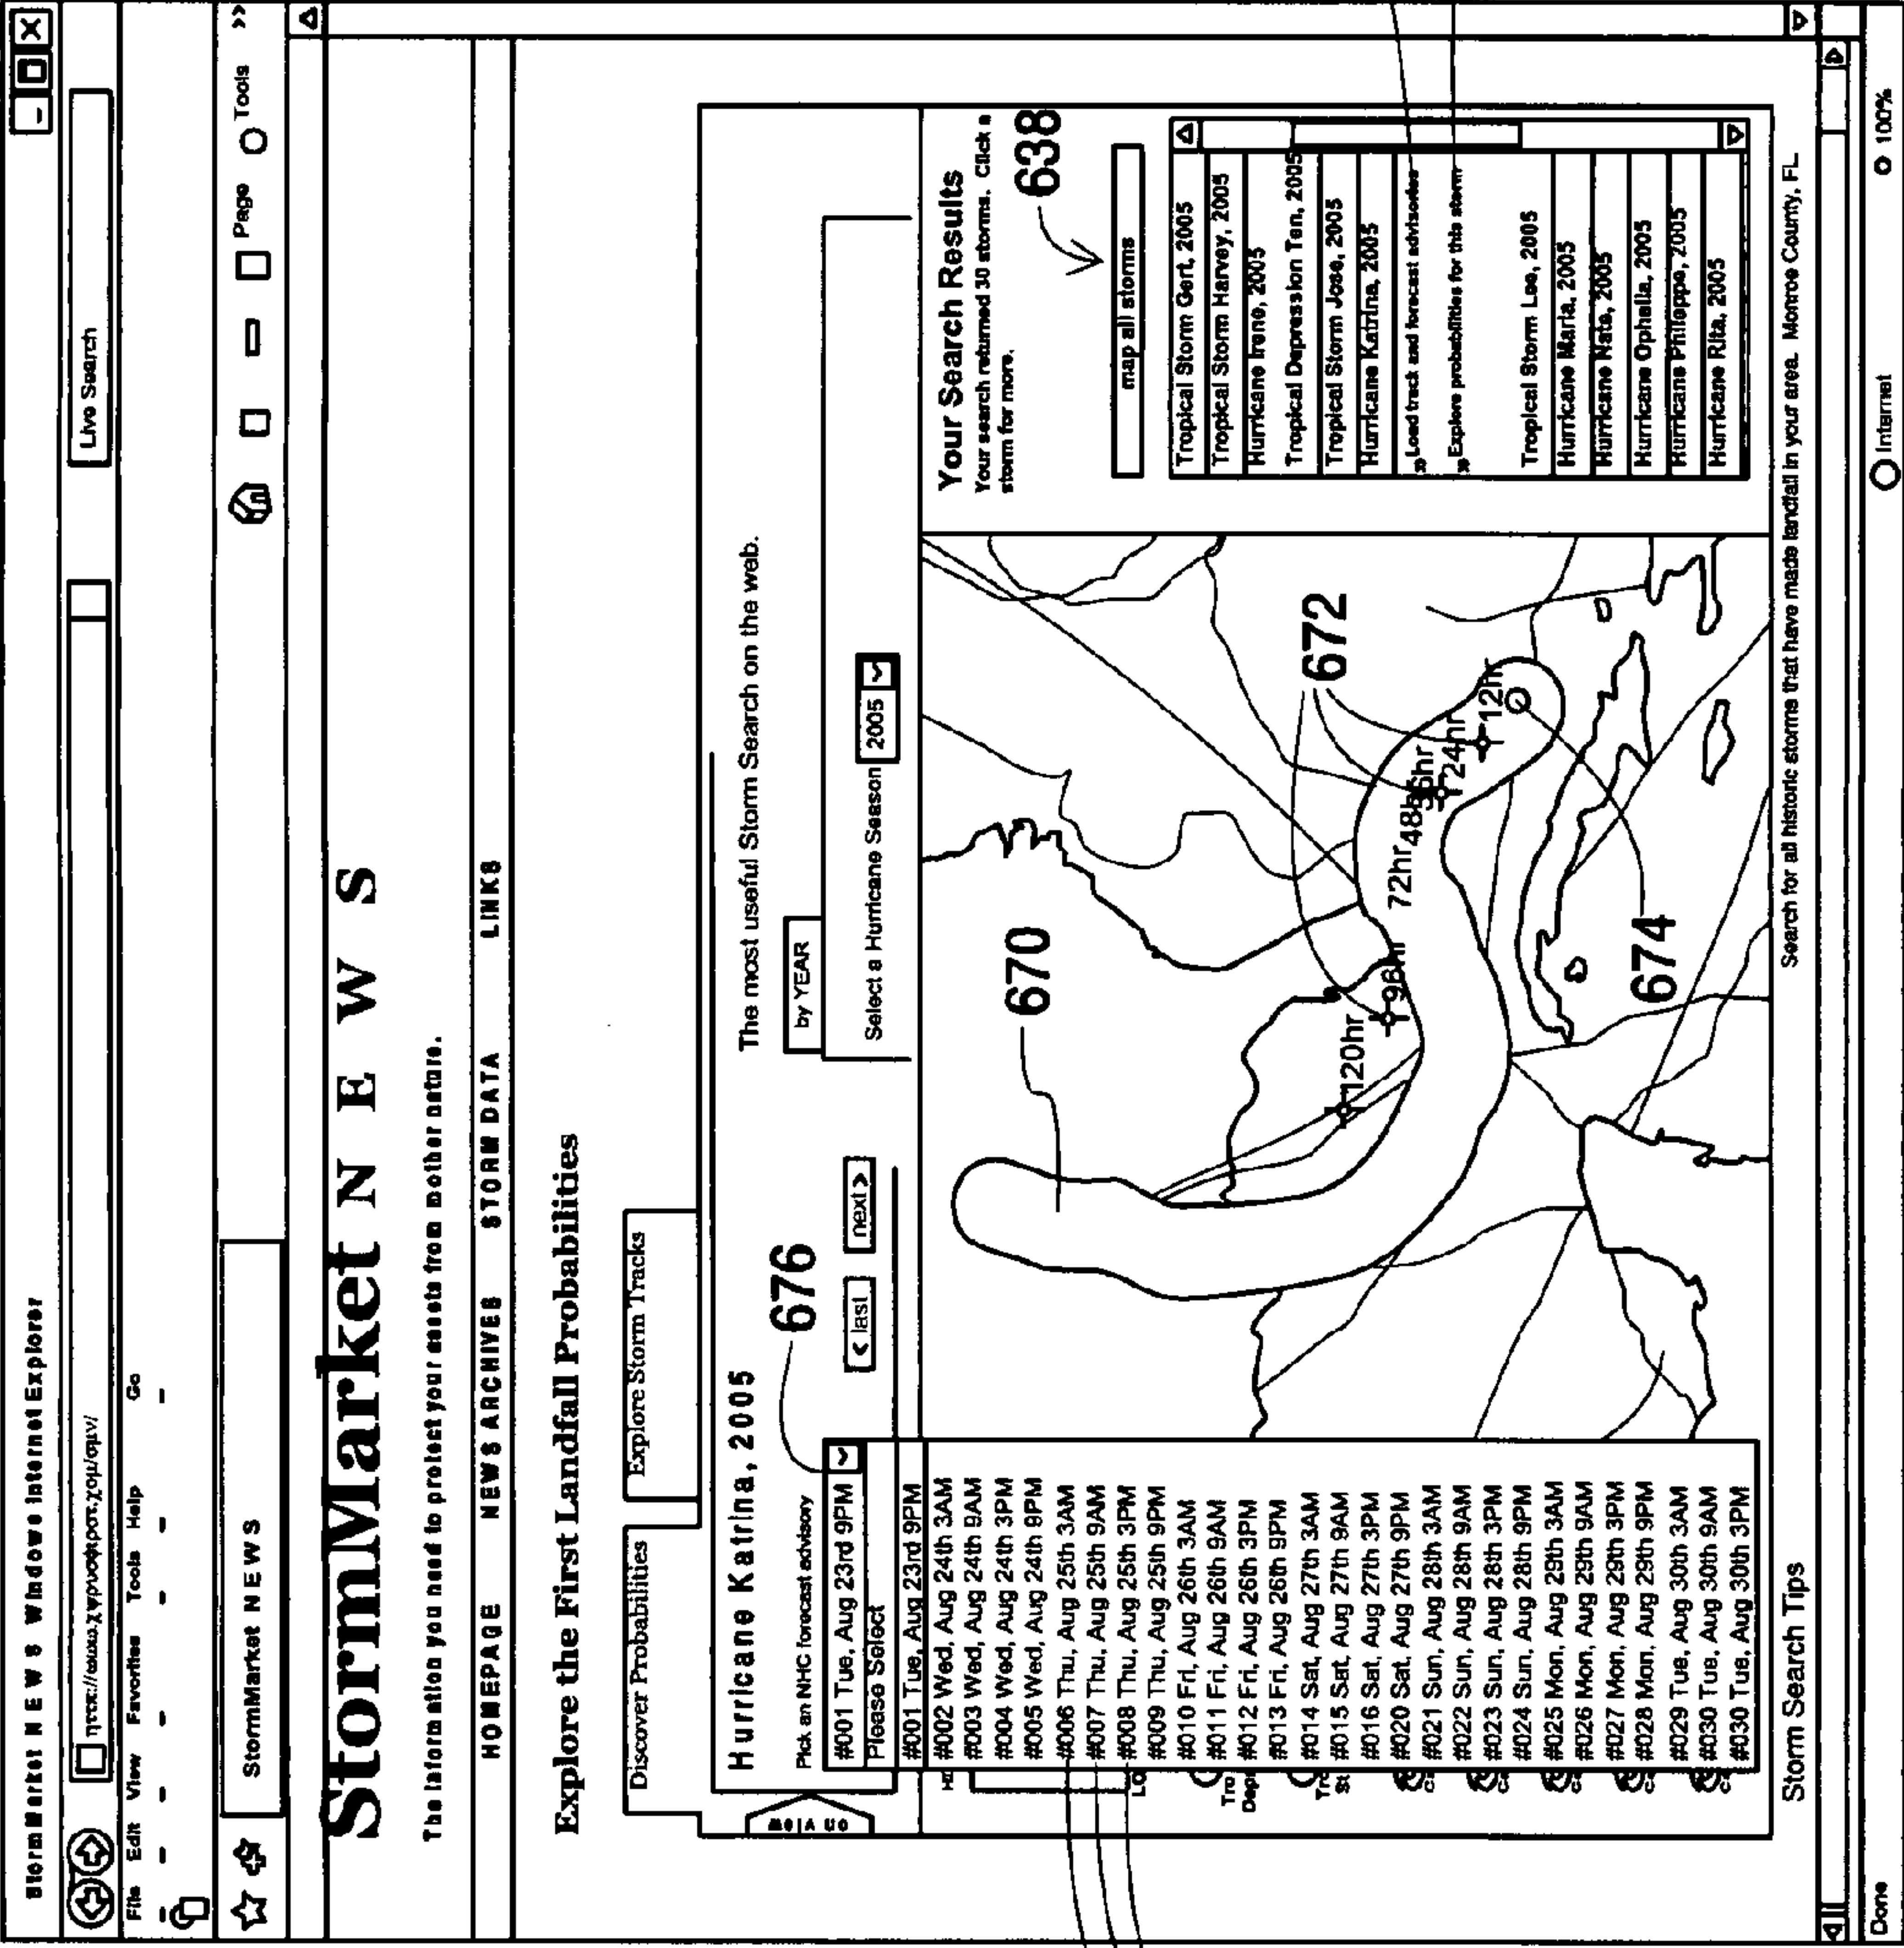 StormMarket N E W S Windows Internet Explorer
ηττχ://ωωω.χψρυσφιρστ.χομ/σμν/
Live Search
File Edit View Favorites Tools Help Go
StormMarket N E W S
Page Tools »
StormMarket N E W S
The information you need to protect your assets from mother nature.
HOMEPAGE NEWS ARCHIVES STORM DATA LINKS
Explore the First Landfall Probabilities
Discover Probabilities
Explore Storm Tracks
Hurricane Katrina, 2005
The most useful Storm Search on the web.
676
by YEAR
Pick an NHC forecast advisory
#001 Tue, Aug 23rd 9PM
< last
next >
Select a Hurricane Season 2005
Please Select
#001 Tue, Aug 23rd 9PM
#002 Wed, Aug 24th 3AM
#003 Wed, Aug 24th 9AM
#004 Wed, Aug 24th 3PM
#005 Wed, Aug 24th 9PM
#006 Thu, Aug 25th 3AM
#007 Thu, Aug 25th 9AM
#008 Thu, Aug 25th 3PM
#009 Thu, Aug 25th 9PM
#010 Fri, Aug 26th 3AM
#011 Fri, Aug 26th 9AM
#012 Fri, Aug 26th 3PM
#013 Fri, Aug 26th 9PM
#014 Sat, Aug 27th 3AM
#015 Sat, Aug 27th 9AM
#016 Sat, Aug 27th 3PM
#020 Sat, Aug 27th 9PM
#021 Sun, Aug 28th 3AM
#022 Sun, Aug 28th 9AM
#023 Sun, Aug 28th 3PM
#024 Sun, Aug 28th 9PM
#025 Mon, Aug 29th 3AM
#026 Mon, Aug 29th 9AM
#027 Mon, Aug 29th 3PM
#028 Mon, Aug 29th 9PM
#029 Tue, Aug 30th 3AM
#030 Tue, Aug 30th 9AM
#030 Tue, Aug 30th 3PM
LO
Tro
Dep
St
670
672
674
120hr
96hr
72hr
48hr
36hr
24hr
12hr
Your Search Results
Your search returned 30 storms. Click a
storm for more.
638
map all storms
Tropical Storm Gert, 2005
Tropical Storm Harvey, 2005
Hurricane Irene, 2005
Tropical Depression Ten, 2005
Tropical Storm Jose, 2005
Hurricane Katrina, 2005
» Load track and forecast advisories
» Explore probabilities for this storm
Tropical Storm Lee, 2005
Hurricane Maria, 2005
Hurricane Nate, 2005
Hurricane Ophelia, 2005
Hurricane Philippe, 2005
Hurricane Rita, 2005
Storm Search Tips
Search for all historic storms that have made landfall in your area. Monroe County, FL
Done
Internet
100%